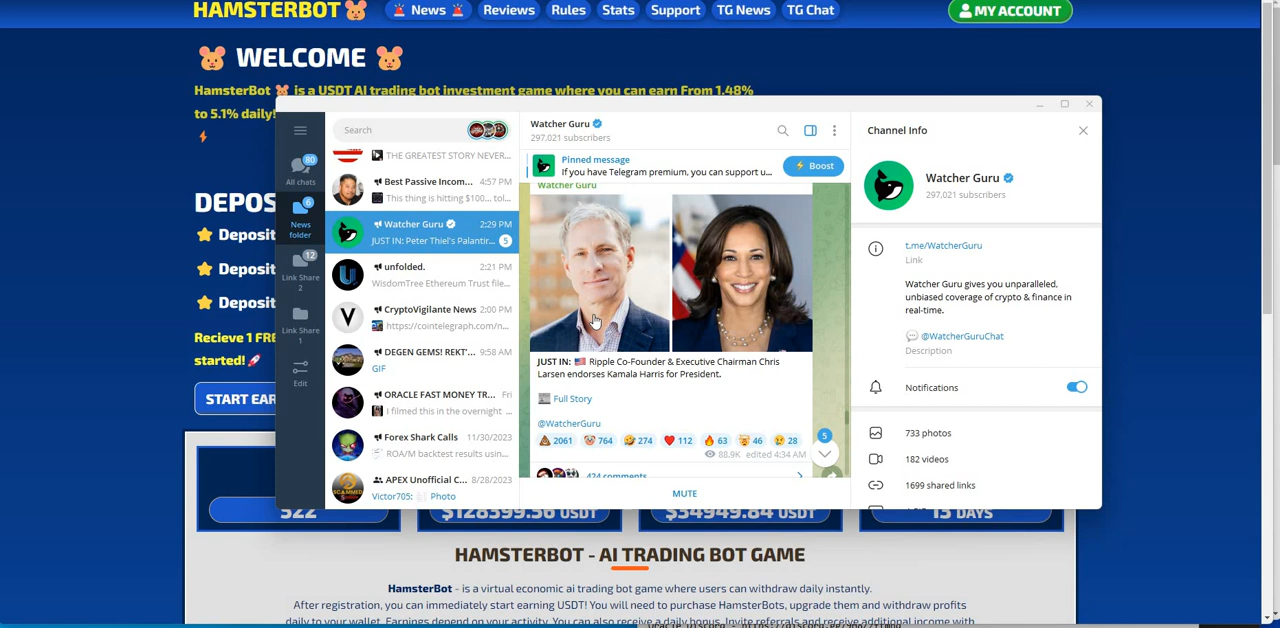 HAMSTERBOT🐹
🚨 News 🚨
Reviews
Rules
Stats
Support
TG News
TG Chat
MY ACCOUNT
🐹 WELCOME 🐹
HamsterBot 🐹 is a USDT AI trading bot investment game where you can earn From 1.48%
to 5.1% daily!
⚡
DEPOS
⭐ Deposit
⭐ Deposit
⭐ Deposit
Recieve 1 FRE
started! 🚀
START EAR
Search
80
All chats
6
News
folder
12
Link Share
2
Link Share
1
Edit
THE GREATEST STORY NEVER...
Best Passive Incom... 4:57 PM
This thing is hitting $100... tol...
Watcher Guru 2:29 PM
JUST IN: Peter Thiel's Palantir... 5
unfolded. 2:21 PM
WisdomTree Ethereum Trust file...
CryptoVigilante News 2:00 PM
https://cointelegraph.com/n...
DEGEN GEMS! REKT'... 9:58 AM
GIF
ORACLE FAST MONEY TR... Fri
I filmed this in the overnight ...
Forex Shark Calls 11/30/2023
ROA/M backtest results usin...
APEX Unofficial C... 8/28/2023
SCAMMED
Victor705: Photo
Watcher Guru
297,021 subscribers
Pinned message
If you have Telegram premium, you can support u...
⚡ Boost
Watcher Guru
JUST IN: 🇺🇸 Ripple Co-Founder & Executive Chairman Chris
Larsen endorses Kamala Harris for President.
📰 Full Story
@WatcherGuru
💩 2061 🤡 764 🤣 274 ❤ 112 🔥 63 🤯 46 😢 28
88.9K edited 4:34 AM
5
424 comments
MUTE
Channel Info
Watcher Guru
297,021 subscribers
t.me/WatcherGuru
Link
Watcher Guru gives you unparalleled,
unbiased coverage of crypto & finance in
real-time.
💬 @WatcherGuruChat
Description
Notifications
733 photos
182 videos
1699 shared links
522
$128399.56 USDT
$54949.84 USDT
13 DAYS
HAMSTERBOT - AI TRADING BOT GAME
HamsterBot - is a virtual economic ai trading bot game where users can withdraw daily instantly.
After registration, you can immediately start earning USDT! You will need to purchase HamsterBots, upgrade them and withdraw profits
daily to your wallet. Earnings depend on your activity. You can also receive a daily bonus. Invite referrals and receive additional income with